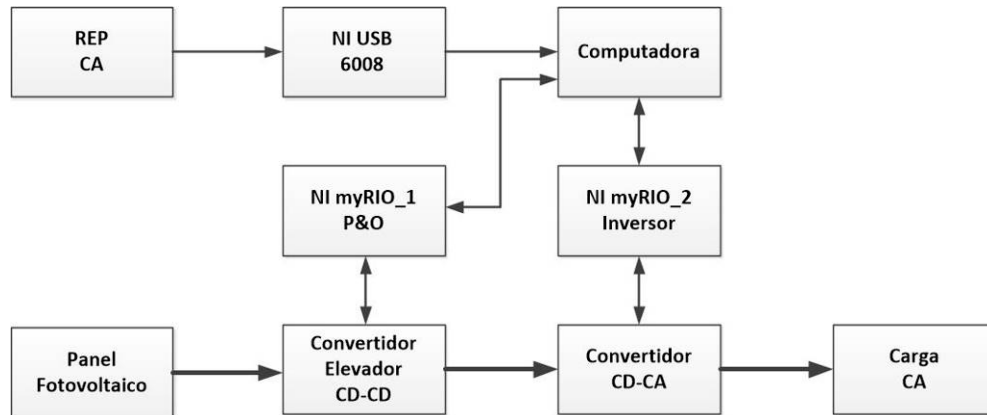 REP
CA
NI USB
6008
Computadora
NI myRIO_1
P&O
NI myRIO_2
Inversor
Panel
Fotovoltaico
Convertidor
Elevador
CD-CD
Convertidor
CD-CA
Carga
CA